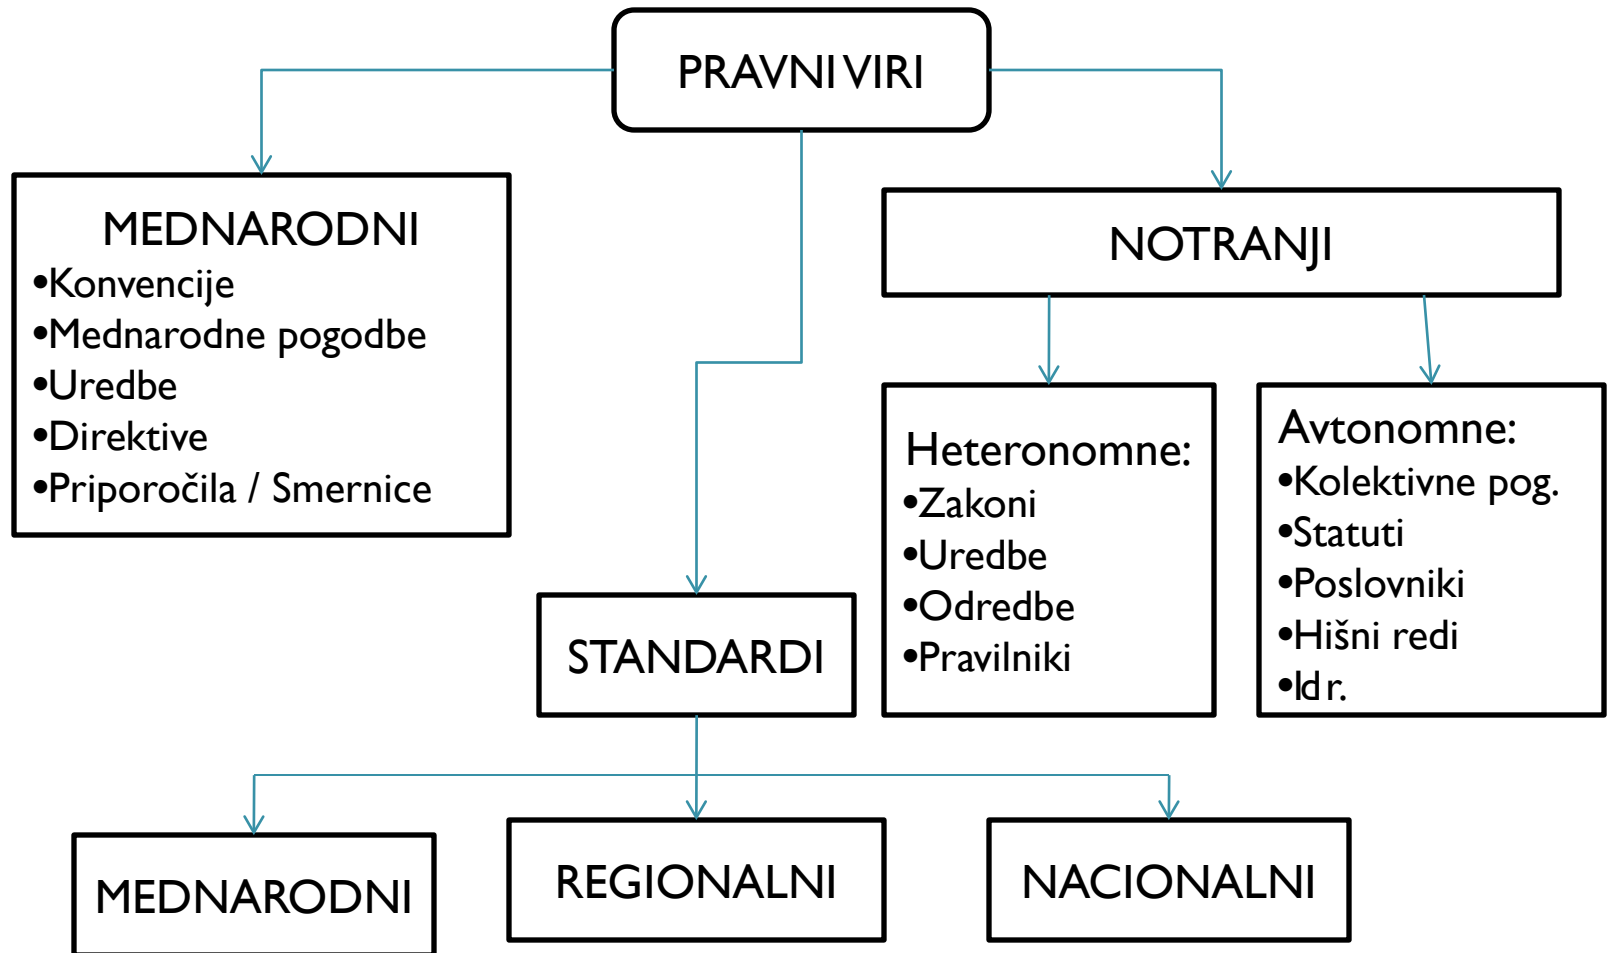 PRAVNI VIRI
MEDNARODNI
•Konvencije
•Mednarodne pogodbe
•Uredbe
•Direktive
•Priporočila / Smernice
NOTRANJI
Heteronomne:
•Zakoni
•Uredbe
•Odredbe
•Pravilniki
Avtonomne:
•Kolektivne pog.
•Statuti
•Poslovniki
•Hišni redi
•Id r.
STANDARDI
MEDNARODNI
REGIONALNI
NACIONALNI